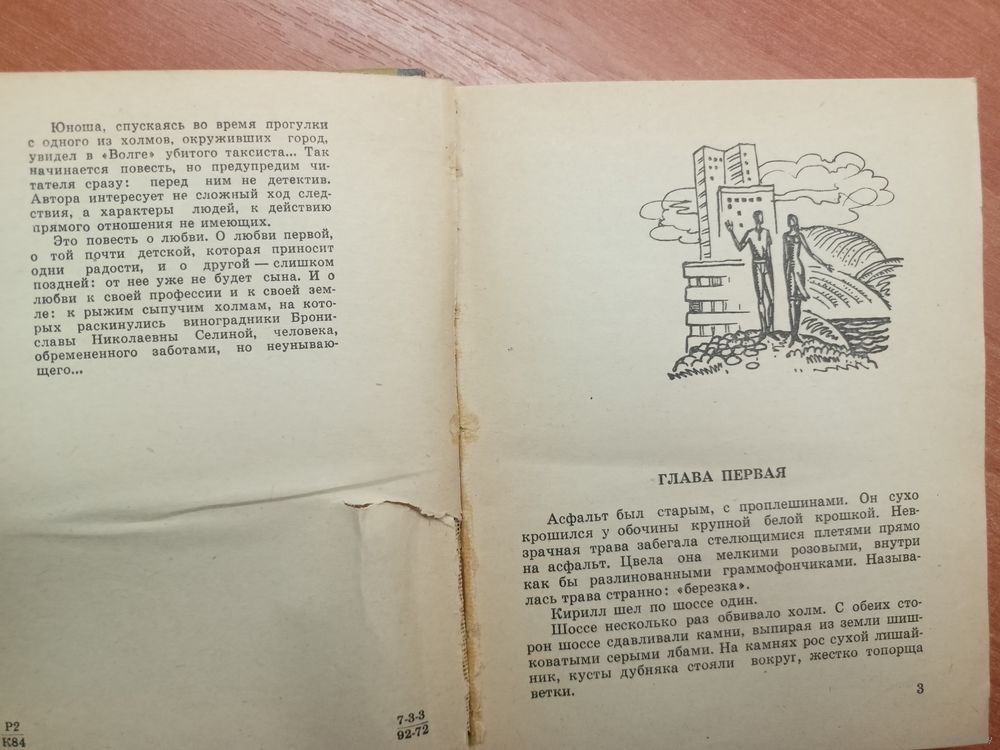 Юноша, спускаясь во время прогулки
с одного из холмов, окруживших город,
увидел в «Волге» убитого таксиста... Так
начинается повесть, но предупредим чи-
тателя сразу: перед ним не детектив.
Автора интересует не сложный ход след-
ствия, а характеры людей, к действию
прямого отношения не имеющих.
Это повесть о любви. О любви первой,
о той почти детской, которая приносит
одни радости, и о другой — слишком
поздней: от нее уже не будет сына. И о
любви к своей профессии и к своей зем-
ле: к рыжим сыпучим холмам, на кото-
рых раскинулись виноградники Брони-
славы Николаевны Селиной, человека,
обремененного заботами, но неунываю-
щего...
Р2
К84
7-3-3
92-72
ГЛАВА ПЕРВАЯ
Асфальт был старым, с проплешинами. Он сухо
крошился у обочины крупной белой крошкой. Нев-
зрачная трава забегала стелющимися плетями прямо
на асфальт. Цвела она мелкими розовыми, внутри
как бы разлинованными граммофончиками. Называ-
лась трава странно: «березка».
Кирилл шел по шоссе один.
Шоссе несколько раз обвивало холм. С обеих сто-
рон шоссе сдавливали камни, выпирая из земли шиш-
коватыми серыми лбами. На камнях рос сухой лишай-
ник, кусты дубняка стояли вокруг, жестко топорща
ветки.
3